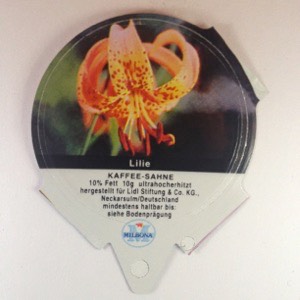 Lilie
KAFFEE-SAHNE
10% Fett 10g ultrahocherhitzt
hergestellt für Lidl Stiftung & Co. KG.,
Neckarsulm/Deutschland
mindestens haltbar bis:
siehe Bodenprägung
MILBONA